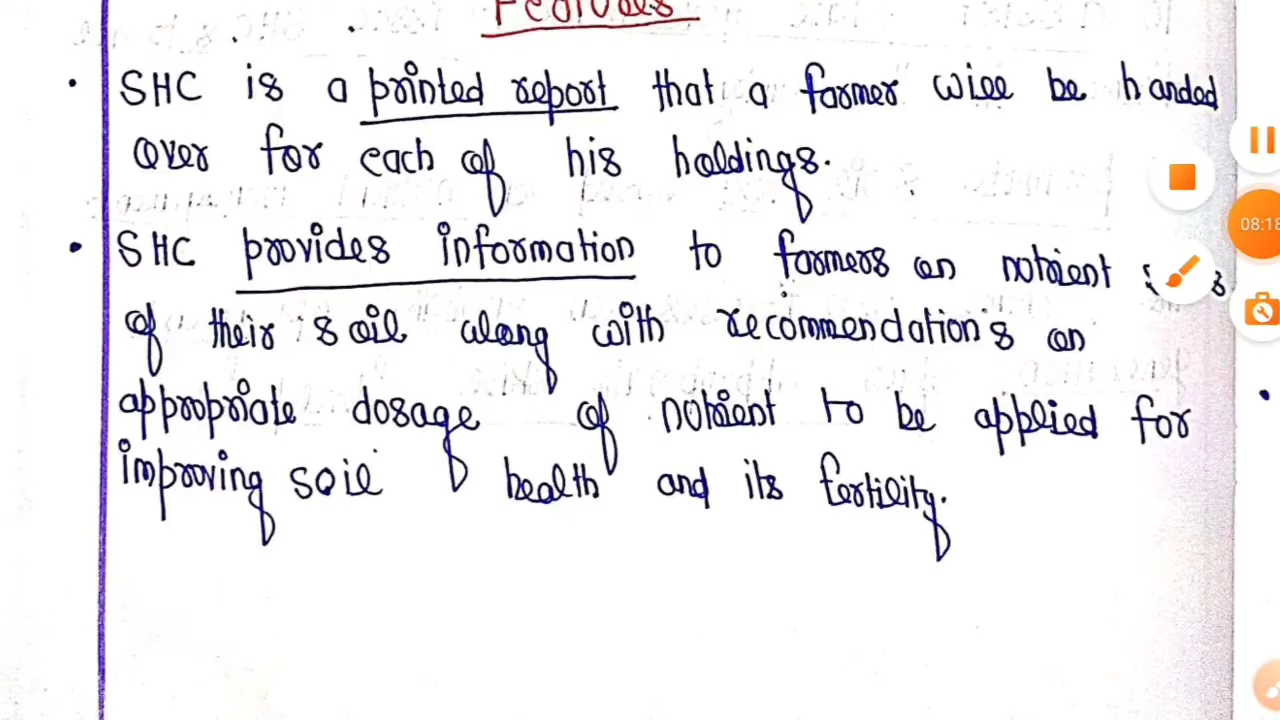 Features
• SHC is a printed report that a farmer will be handed
over for each of his holdings.
• SHC provides information to farmers on nutrient
of their soil along with recommendation's on
appropriate dosage of nutrient to be applied for
improving soil health and its fertility.
08:18